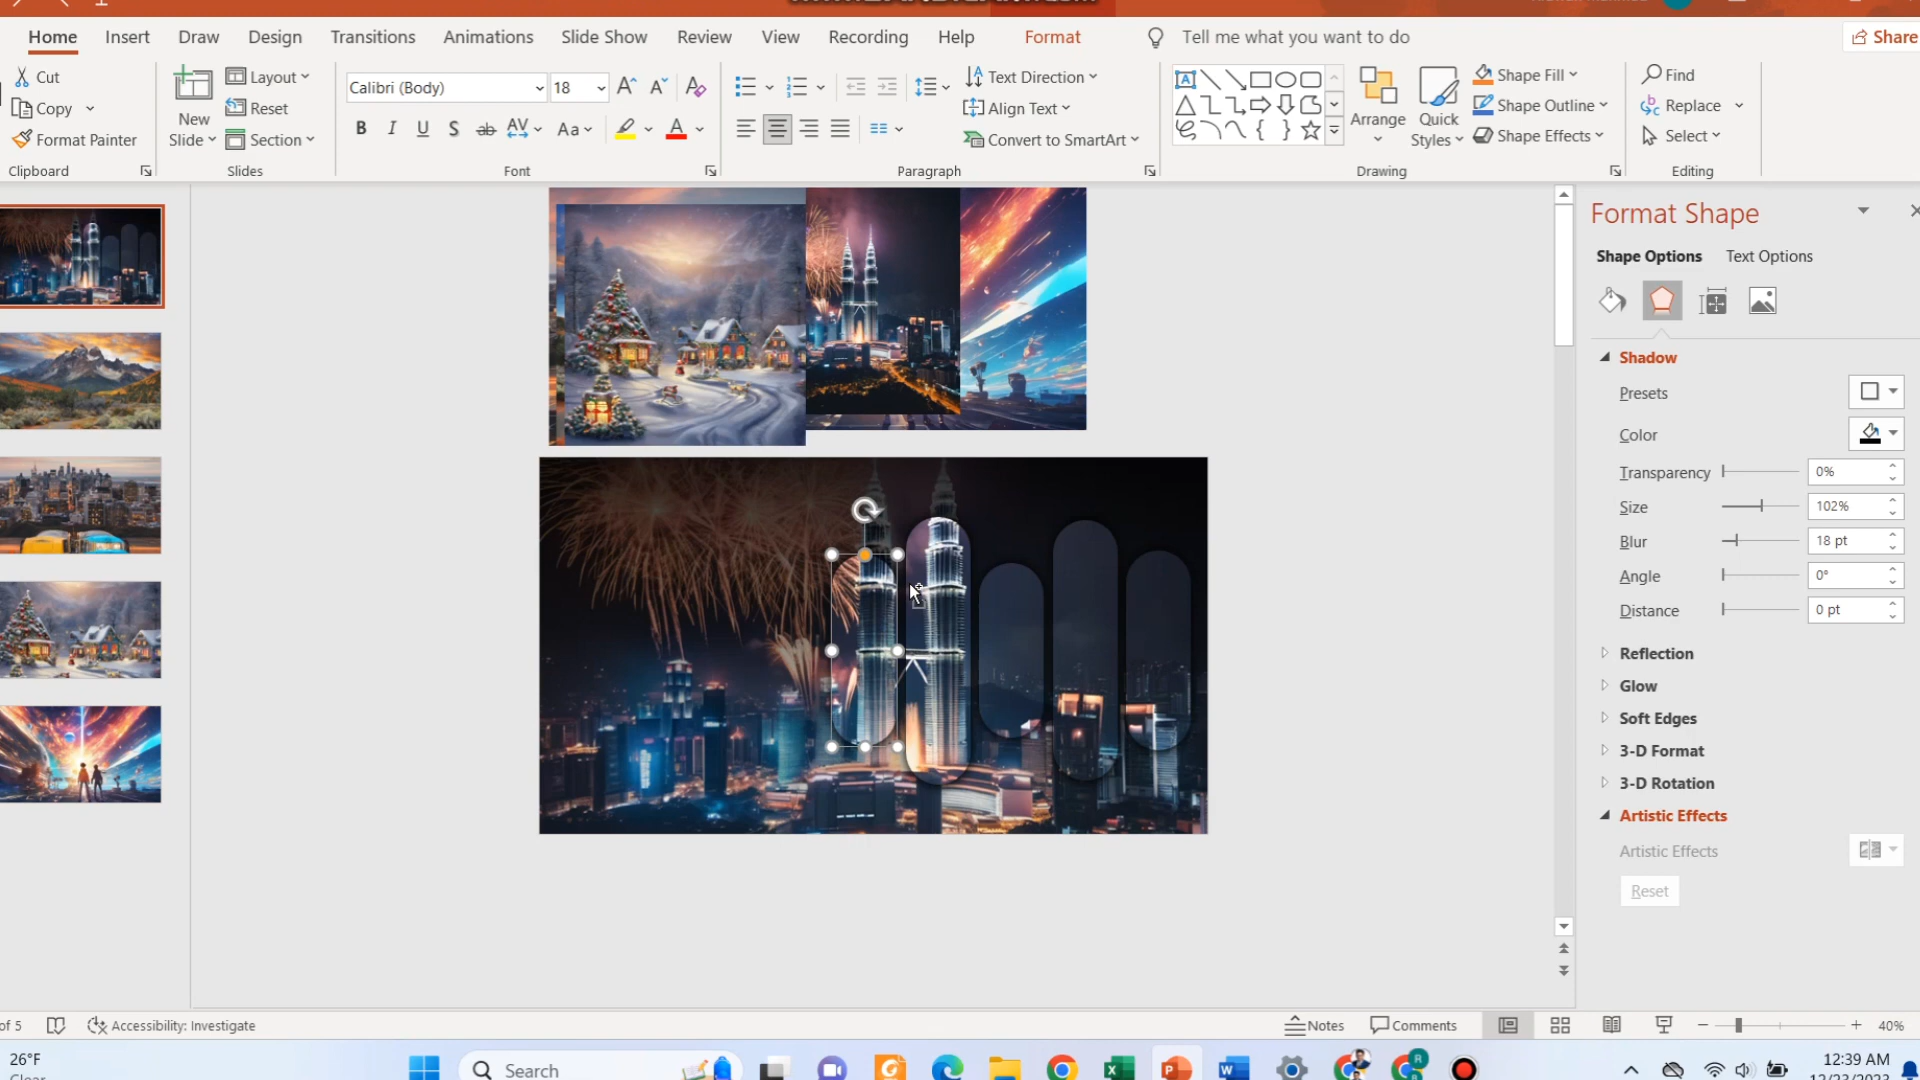 Home Insert Draw Design Transitions Animations Slide Show Review View Recording Help Format Tell me what you want to do Share
Cut
Copy
Format Painter
Clipboard
New Slide
Layout
Reset
Section
Slides
Calibri (Body) 18
B I U S ab AV Aa A
Font
Text Direction
Align Text
Convert to SmartArt
Paragraph
Arrange
Quick Styles
Shape Fill
Shape Outline
Shape Effects
Drawing
Find
Replace
Select
Editing
Format Shape
Shape Options Text Options
Shadow
Presets
Color
Transparency 0%
Size 102%
Blur 18 pt
Angle 0°
Distance 0 pt
Reflection
Glow
Soft Edges
3-D Format
3-D Rotation
Artistic Effects
Artistic Effects
Reset
of 5 Accessibility: Investigate Notes Comments 40%
26°F
Clear
Search
12:39 AM